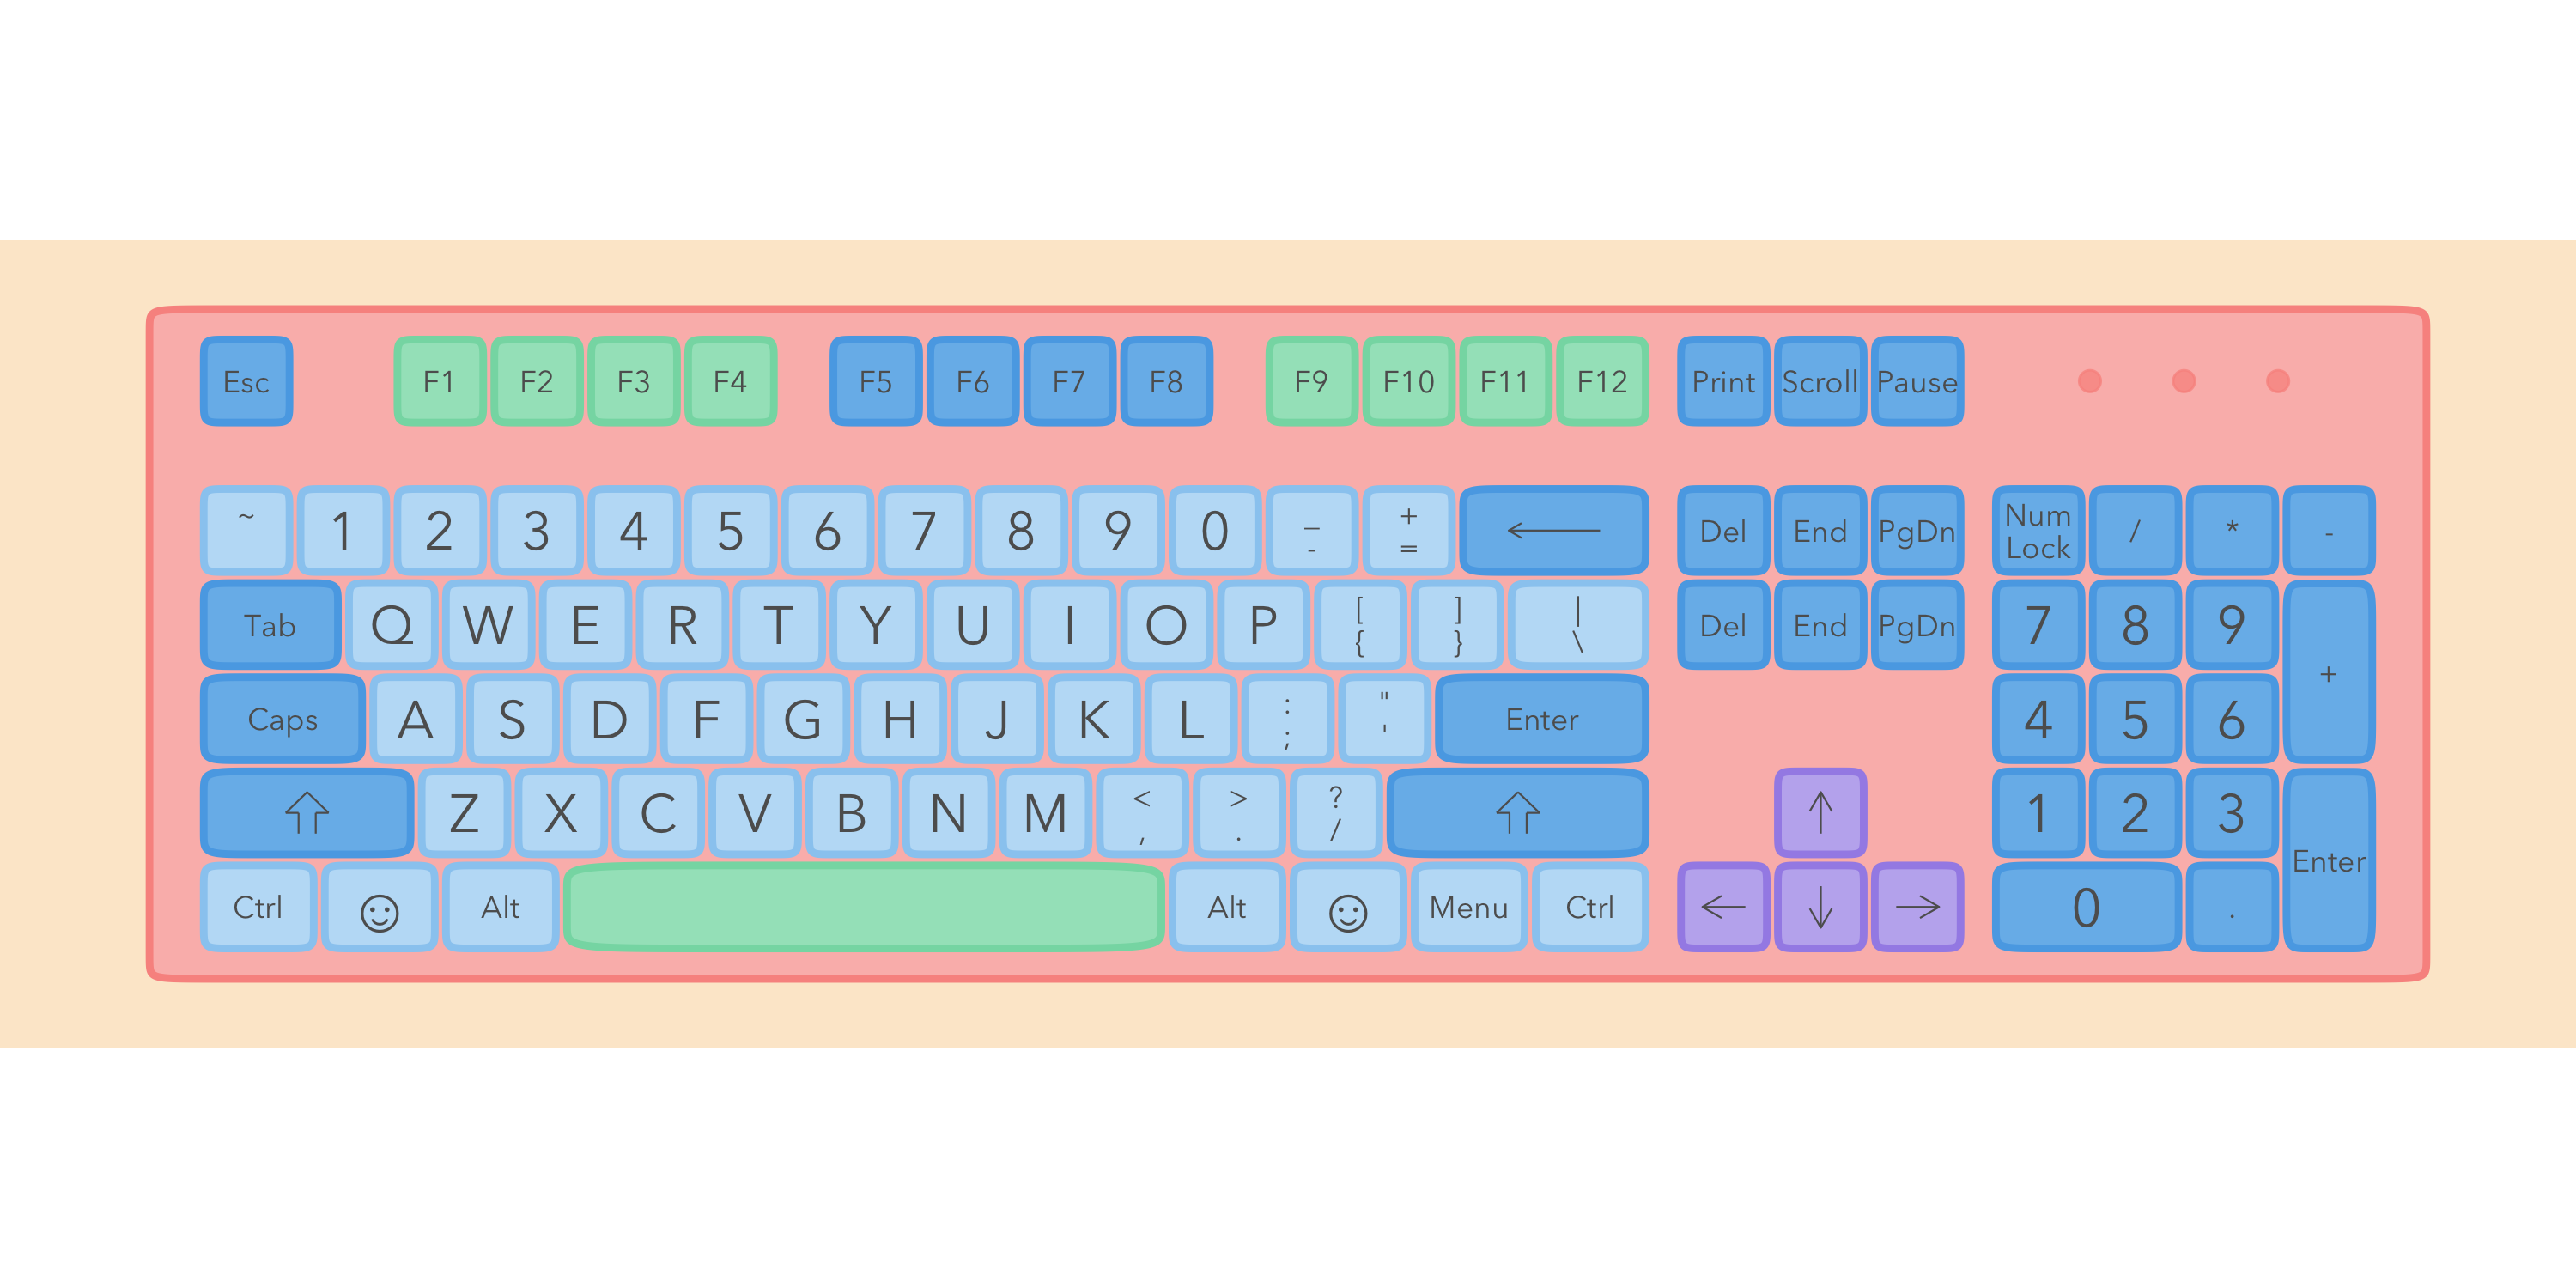 Esc F1 F2 F3 F4 F5 F6 F7 F8 F9 F10 F11 F12 Print Scroll Pause
~ 1 2 3 4 5 6 7 8 9 0 _ - + = ← Del End PgDn Num Lock / * -
Tab Q W E R T Y U I O P [ { ] } | \ Del End PgDn 7 8 9 +
Caps A S D F G H J K L : ; " ' Enter 4 5 6
⇧ Z X C V B N M < , > . ? / ⇧ ↑ 1 2 3 Enter
Ctrl ☺ Alt Alt ☺ Menu Ctrl ← ↓ → 0 .